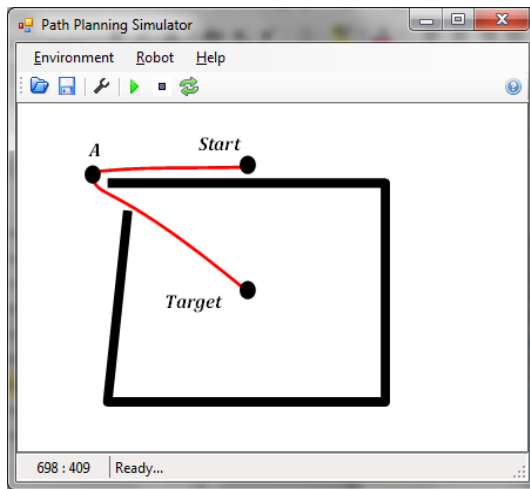 Path Planning Simulator
Environment Robot Help
Start
A
Target
698 : 409 Ready...